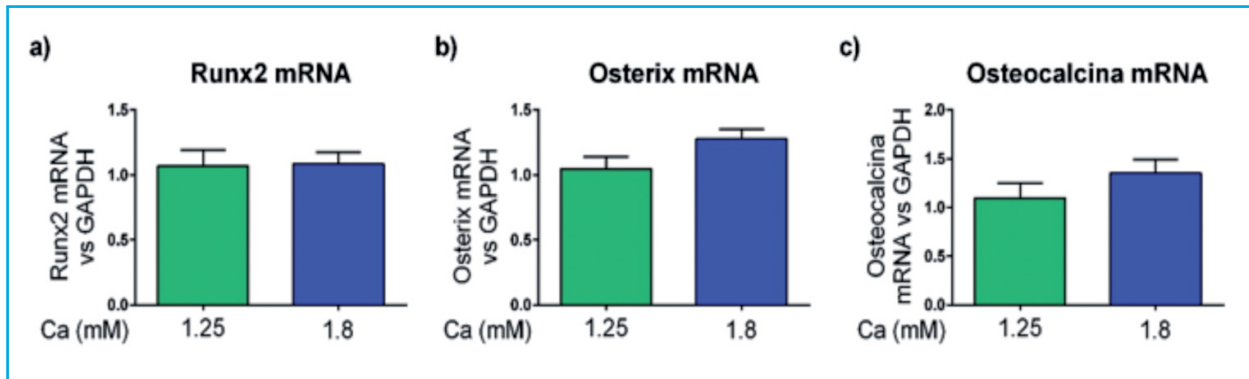 a)
Runx2 mRNA
Runx2 mRNA
vs GAPDH
1.5
1.0
0.5
0.0
Ca (mM)
1.25
1.8
b)
Osterix mRNA
Osterix mRNA
vs GAPDH
1.5
1.0
0.5
0.0
Ca (mM)
1.25
1.8
c)
Osteocalcina mRNA
Osteocalcina
mRNA vs GAPDH
2.0
1.5
1.0
0.5
0.0
Ca (mM)
1.25
1.8